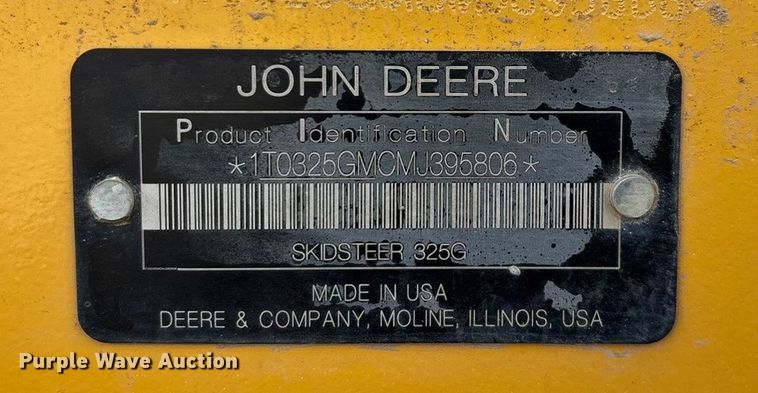 JOHN DEERE
Product Identification Number
*1T0325GMCMJ395806*
SKIDSTEER 325G
MADE IN USA
DEERE & COMPANY, MOLINE, ILLINOIS, USA
Purple Wave Auction